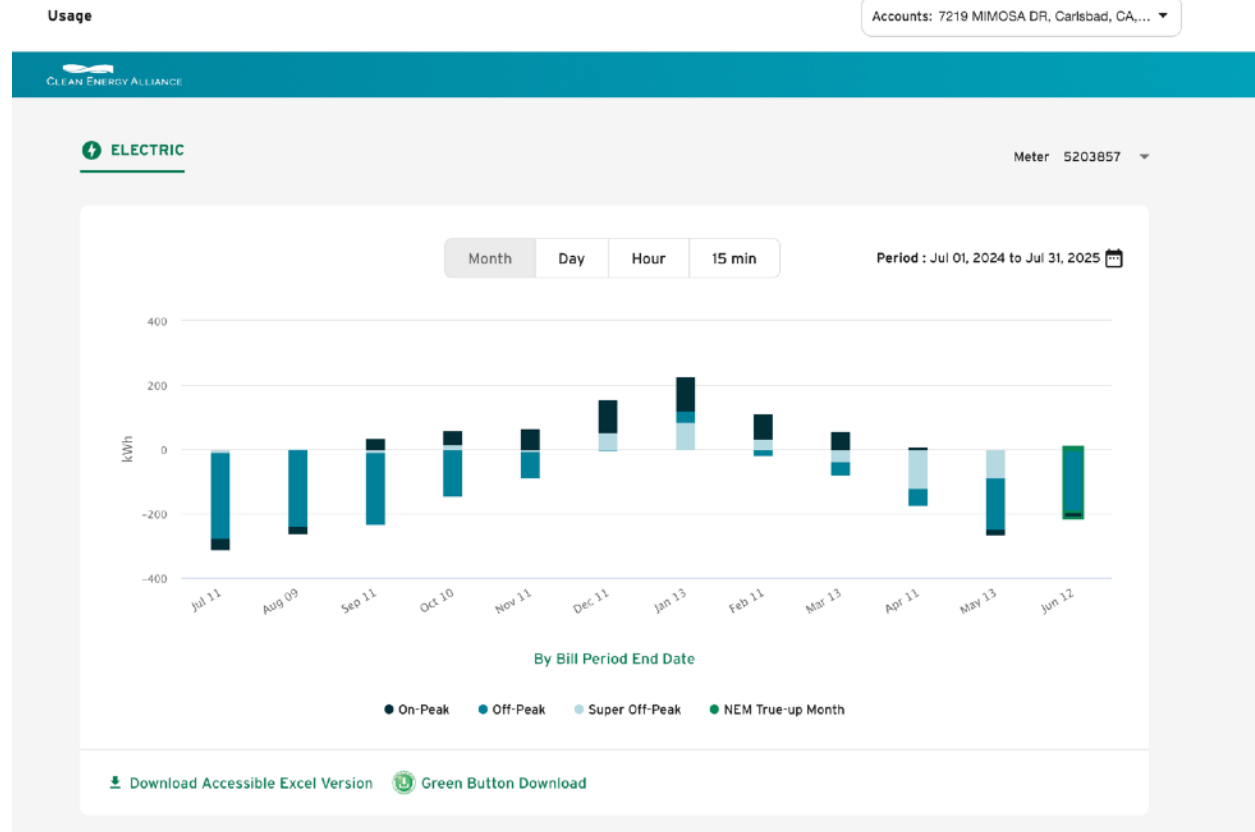 Usage
Accounts: 7219 MIMOSA DR, Carlsbad, CA,...
CLEAN ENERGY ALLIANCE
ELECTRIC
Meter 5203857
Month Day Hour 15 min
Period : Jul 01, 2024 to Jul 31, 2025
kWh
400
200
0
-200
-400
Jul 11 Aug 09 Sep 11 Oct 10 Nov 11 Dec 11 Jan 13 Feb 11 Mar 13 Apr 11 May 13 Jun 12
By Bill Period End Date
On-Peak Off-Peak Super Off-Peak NEM True-up Month
Download Accessible Excel Version Green Button Download